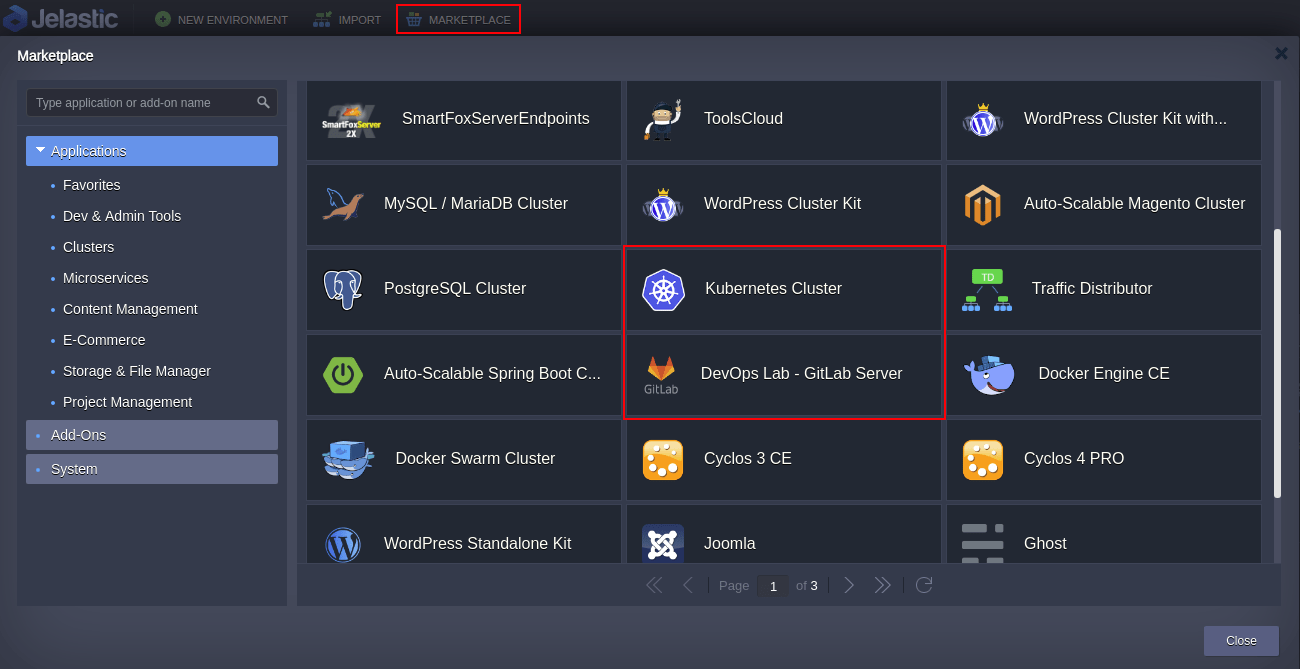 Jelastic
NEW ENVIRONMENT
IMPORT
MARKETPLACE
Marketplace
Type application or add-on name
Applications
Favorites
Dev & Admin Tools
Clusters
Microservices
Content Management
E-Commerce
Storage & File Manager
Project Management
Add-Ons
System
2X
SmartFoxServer
2X
SmartFoxServerEndpoints
ToolsCloud
WordPress Cluster Kit with...
MySQL / MariaDB Cluster
WordPress Cluster Kit
Auto-Scalable Magento Cluster
PostgreSQL Cluster
Kubernetes Cluster
TD
Traffic Distributor
Auto-Scalable Spring Boot C...
GitLab
DevOps Lab - GitLab Server
Docker Engine CE
Docker Swarm Cluster
Cyclos 3 CE
Cyclos 4 PRO
WordPress Standalone Kit
Joomla
Ghost
Page 1 of 3
Close